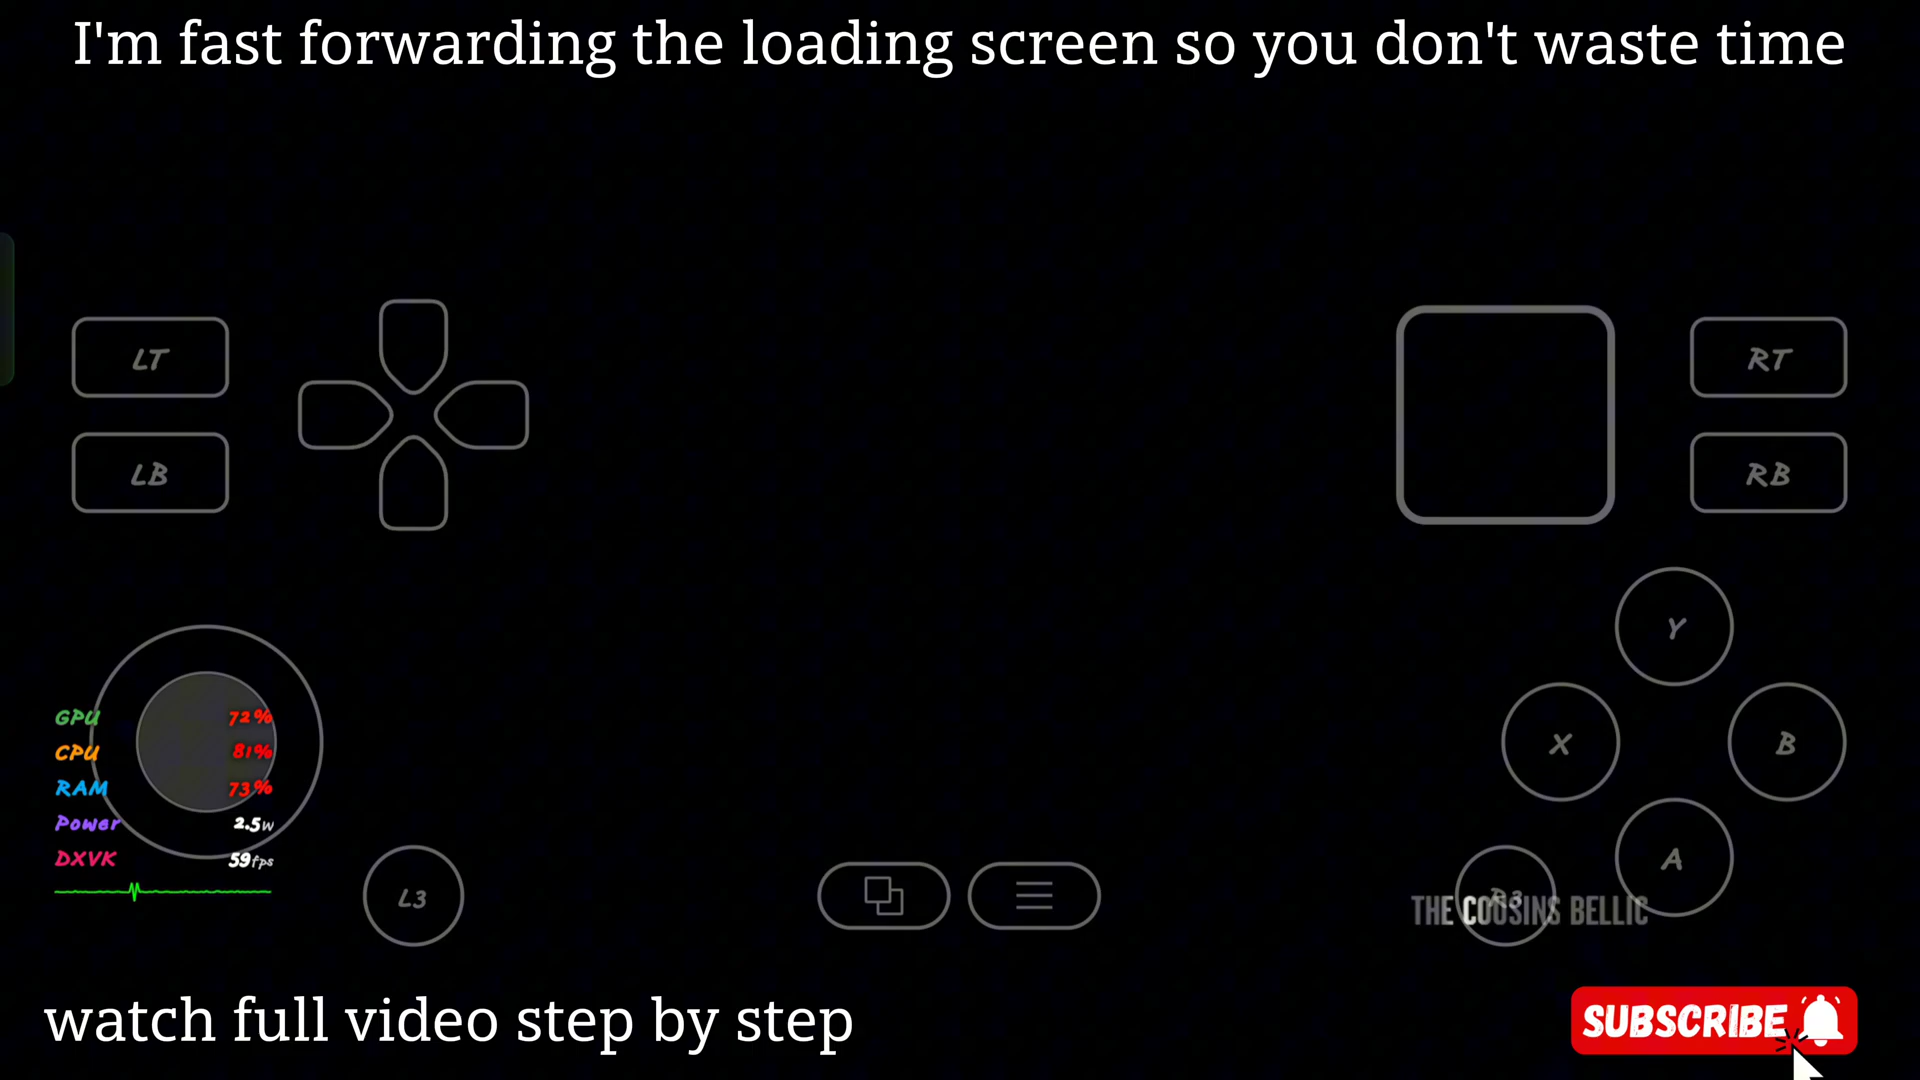 I'm fast forwarding the loading screen so you don't waste time
LT
RT
LB
RB
Y
GPU 72%
X
B
CPU 81%
RAM 73%
Power 2.5W
DXVK 59fps
A
L3
R3
THE COUSINS BELLIC
watch full video step by step
SUBSCRIBE